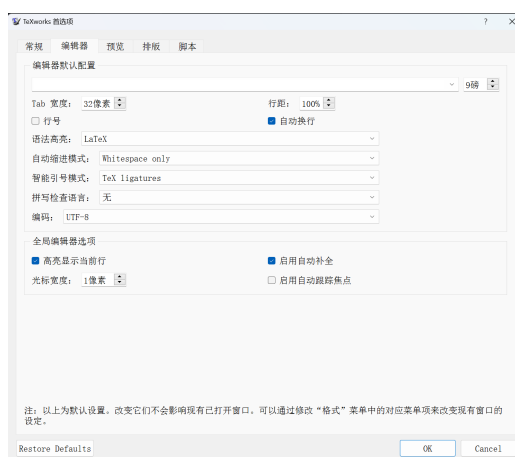 TeXworks 首选项 ?
常规 编辑器 预览 排版 脚本
编辑器默认配置
9磅
Tab 宽度： 32像素 行距： 100%
行号 自动换行
语法高亮： LaTeX
自动缩进模式： Whitespace only
智能引号模式： TeX ligatures
拼写检查语言： 无
编码： UTF-8
全局编辑器选项
高亮显示当前行 启用自动补全
光标宽度： 1像素 启用自动跟踪焦点
注：以上为默认设置。改变它们不会影响现有已打开窗口。可以通过修改“格式”菜单中的对应菜单项来改变现有窗口的
设定。
Restore Defaults OK Cancel